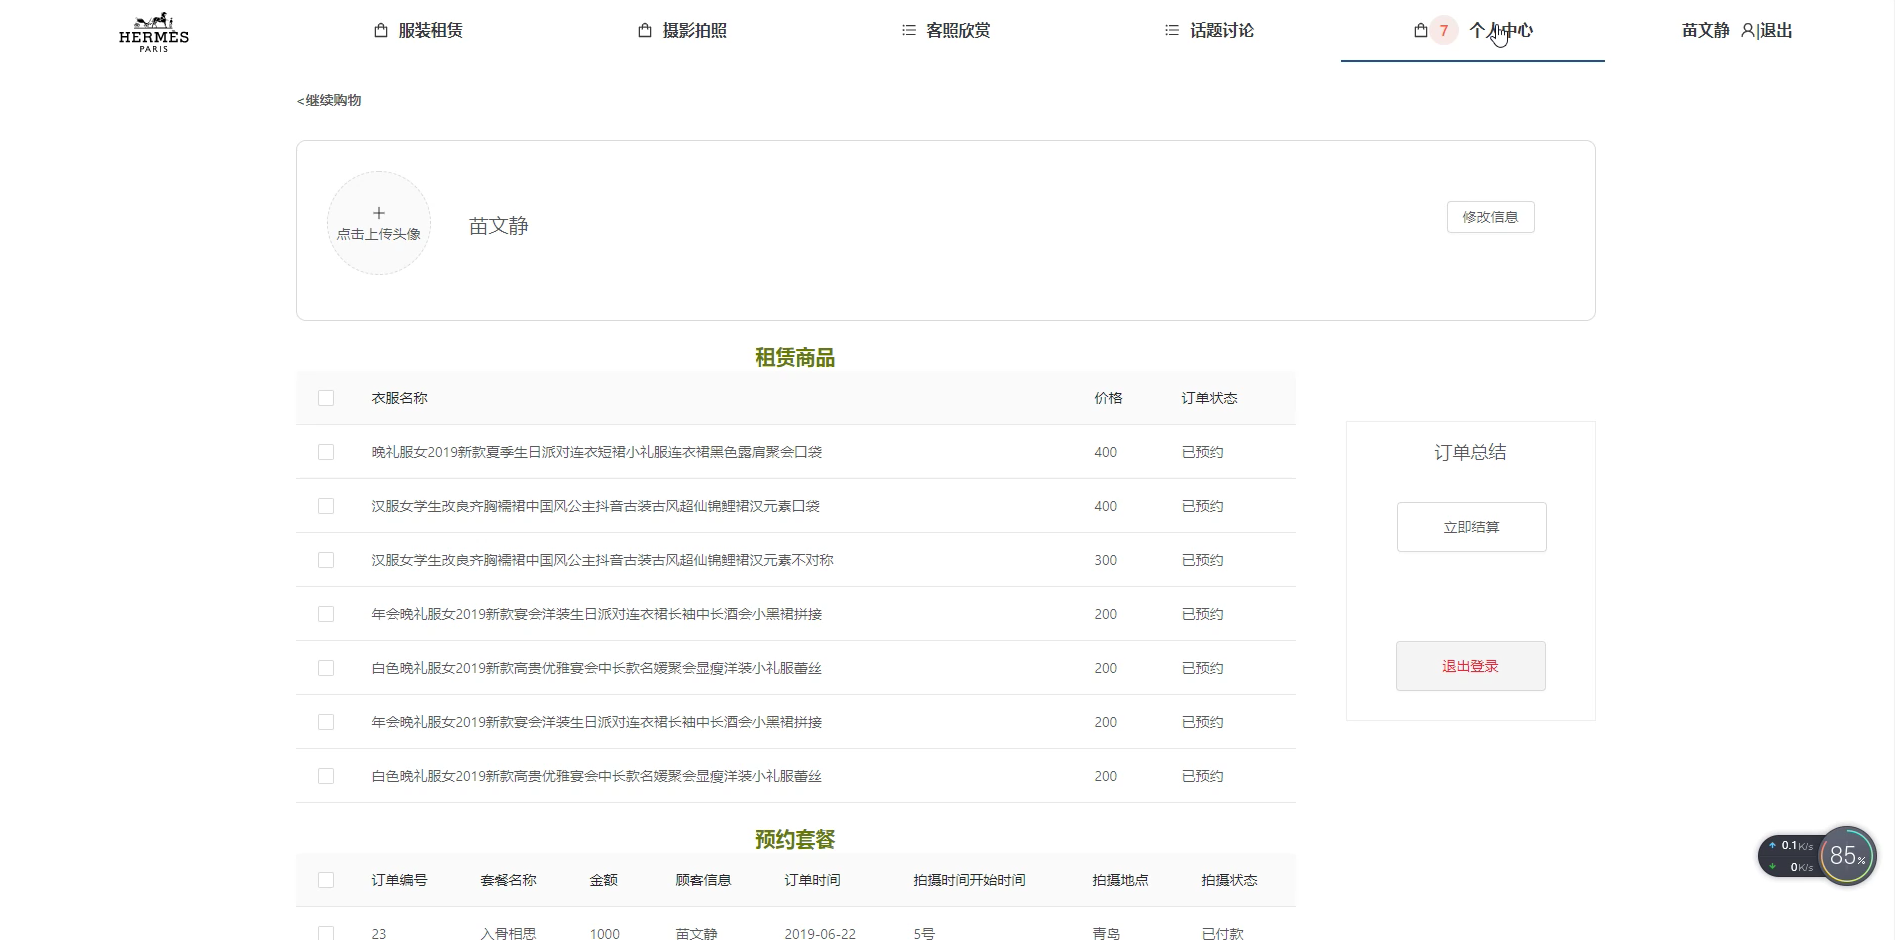 HERMÈS
PARIS
服装租赁
摄影拍照
客照欣赏
话题讨论
7
个人中心
苗文静 |退出
<继续购物
点击上传头像
苗文静
修改信息
租赁商品
衣服名称 价格 订单状态
晚礼服女2019新款夏季生日派对连衣短裙小礼服连衣裙黑色露肩聚会口袋 400 已预约
汉服女学生改良齐胸襦裙中国风公主抖音古装古风超仙锦鲤裙汉元素口袋 400 已预约
汉服女学生改良齐胸襦裙中国风公主抖音古装古风超仙锦鲤裙汉元素不对称 300 已预约
年会晚礼服女2019新款宴会洋装生日派对连衣裙长袖中长酒会小黑裙拼接 200 已预约
白色晚礼服女2019新款高贵优雅宴会中长款名媛聚会显瘦洋装小礼服蕾丝 200 已预约
年会晚礼服女2019新款宴会洋装生日派对连衣裙长袖中长酒会小黑裙拼接 200 已预约
白色晚礼服女2019新款高贵优雅宴会中长款名媛聚会显瘦洋装小礼服蕾丝 200 已预约
订单总结
立即结算
退出登录
预约套餐
订单编号 套餐名称 金额 顾客信息 订单时间 拍摄时间开始时间 拍摄地点 拍摄状态
23 入骨相思 1000 苗文静 2019-06-22 5号 青岛 已付款
0.1K/s
0K/s
85%